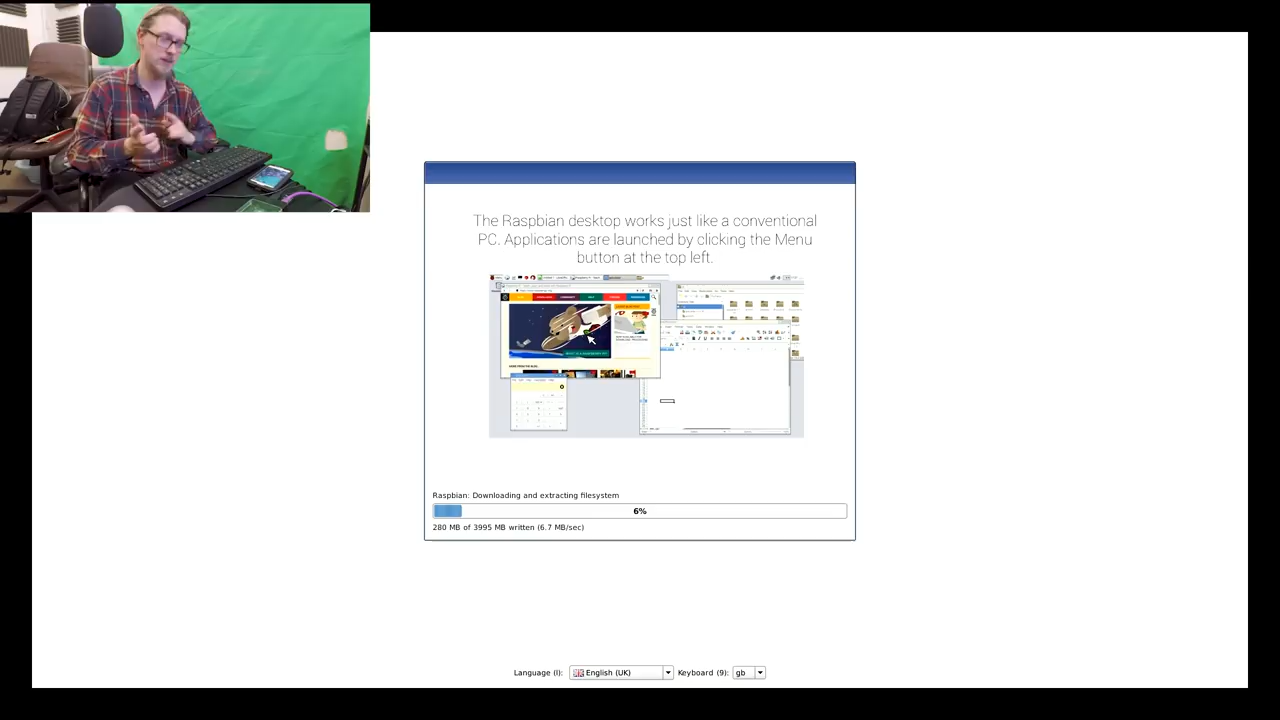 The Raspbian desktop works just like a conventional
PC. Applications are launched by clicking the Menu
button at the top left.
Raspbian: Downloading and extracting filesystem
6%
280 MB of 3995 MB written (6.7 MB/sec)
Language (l): English (UK) Keyboard (9): gb